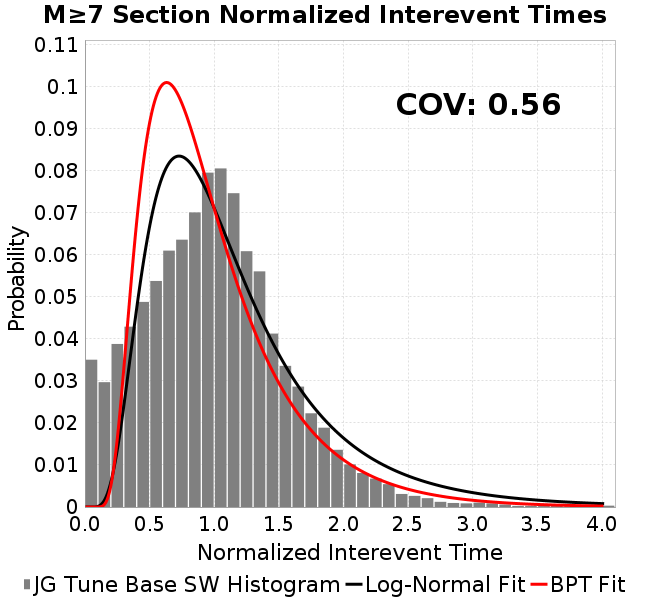 M≥7 Section Normalized Interevent Times
COV: 0.56
Probability
0.11
0.1
0.09
0.08
0.07
0.06
0.05
0.04
0.03
0.02
0.01
0
0.0 0.5 1.0 1.5 2.0 2.5 3.0 3.5 4.0
Normalized Interevent Time
JG Tune Base SW Histogram Log-Normal Fit BPT Fit